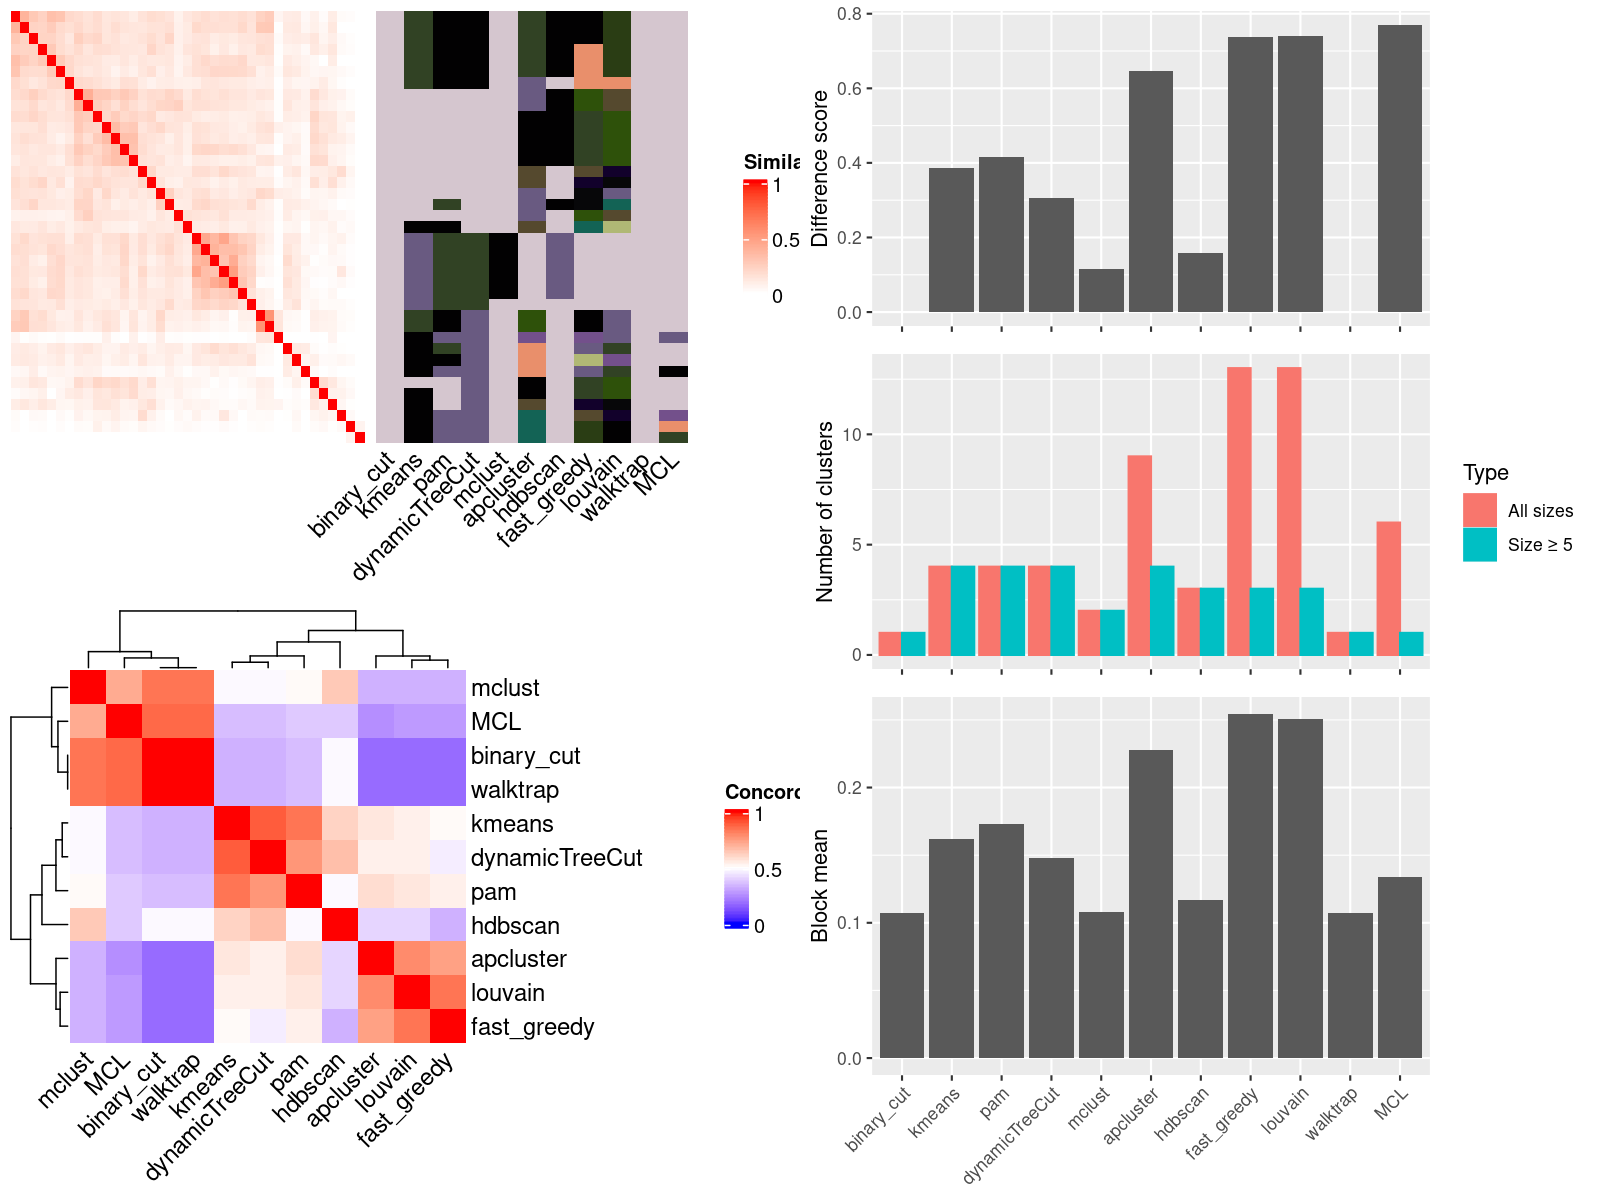 Simila
1
0.5
0
binary_cut
kmeans
pam
dynamicTreeCut
mclust
apcluster
hdbscan
fast_greedy
louvain
walktrap
MCL
mclust
MCL
binary_cut
walktrap
kmeans
dynamicTreeCut
pam
hdbscan
apcluster
louvain
fast_greedy
mclust
MCL
binary_cut
walktrap
kmeans
dynamicTreeCut
pam
hdbscan
apcluster
louvain
fast_greedy
Concord
1
0.5
0
Difference score
0.8
0.6
0.4
0.2
0.0
Number of clusters
10
5
0
Type
All sizes
Size ≥ 5
Block mean
0.2
0.1
0.0
binary_cut
kmeans
pam
dynamicTreeCut
mclust
apcluster
hdbscan
fast_greedy
louvain
walktrap
MCL